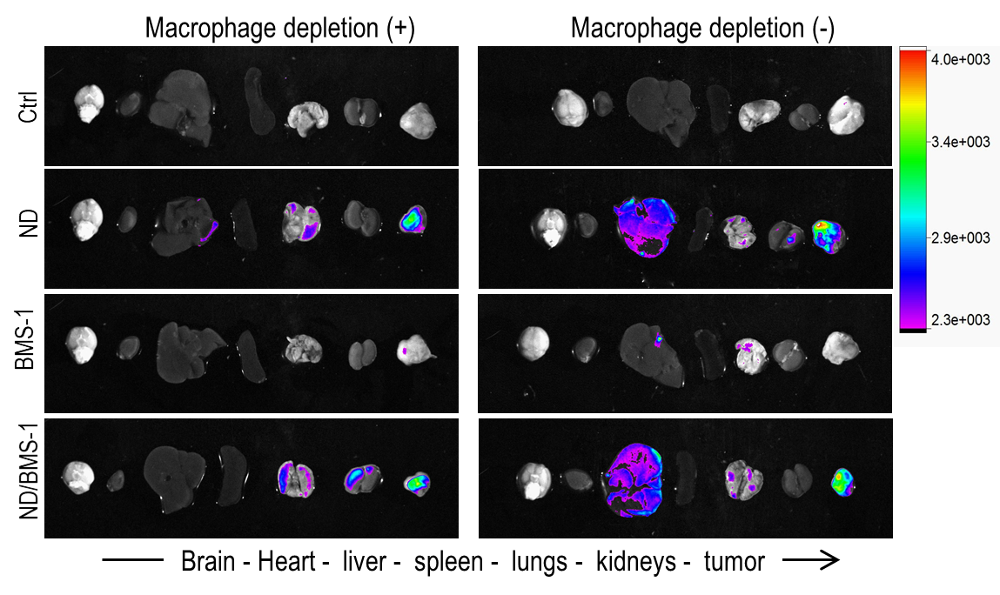 Macrophage depletion (+)
Macrophage depletion (-)
Ctrl
ND
BMS-1
ND/BMS-1
4.0e+003
3.4e+003
2.9e+003
2.3e+003
Brain - Heart - liver - spleen - lungs - kidneys - tumor